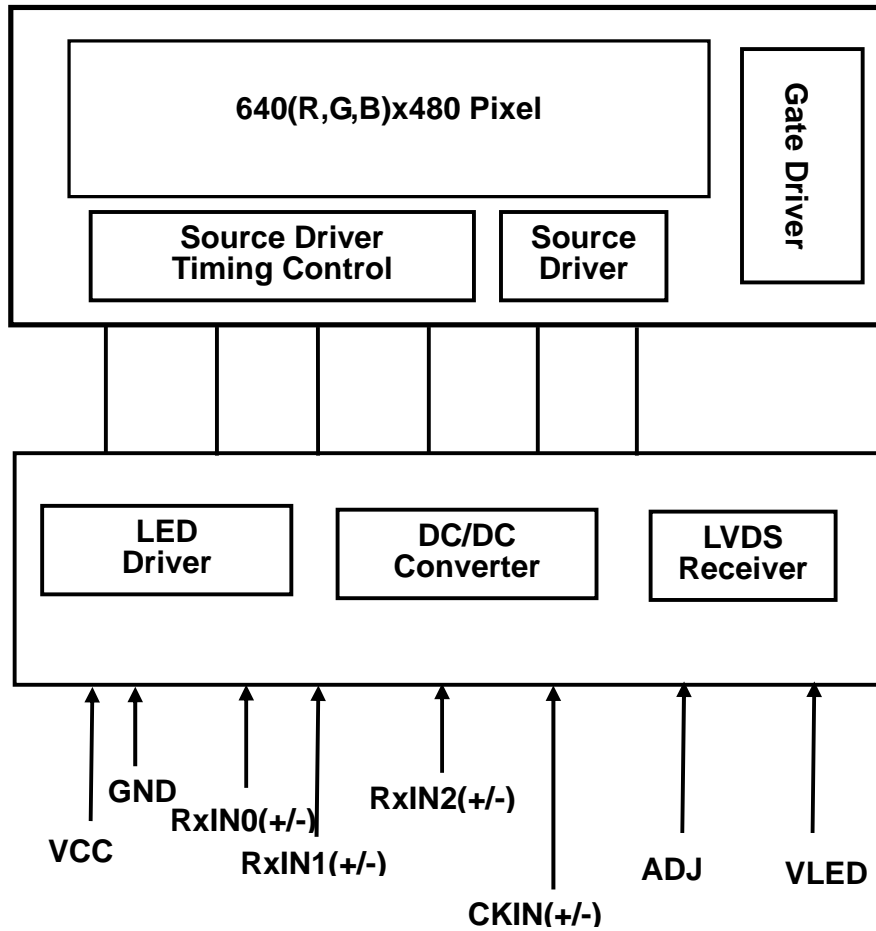 640(R,G,B)x480 Pixel
Gate Driver
Source Driver
Timing Control
Source
Driver
LED
Driver
DC/DC
Converter
LVDS
Receiver
GND
RxIN0(+/-)
RxIN2(+/-)
VCC
RxIN1(+/-)
ADJ
VLED
CKIN(+/-)